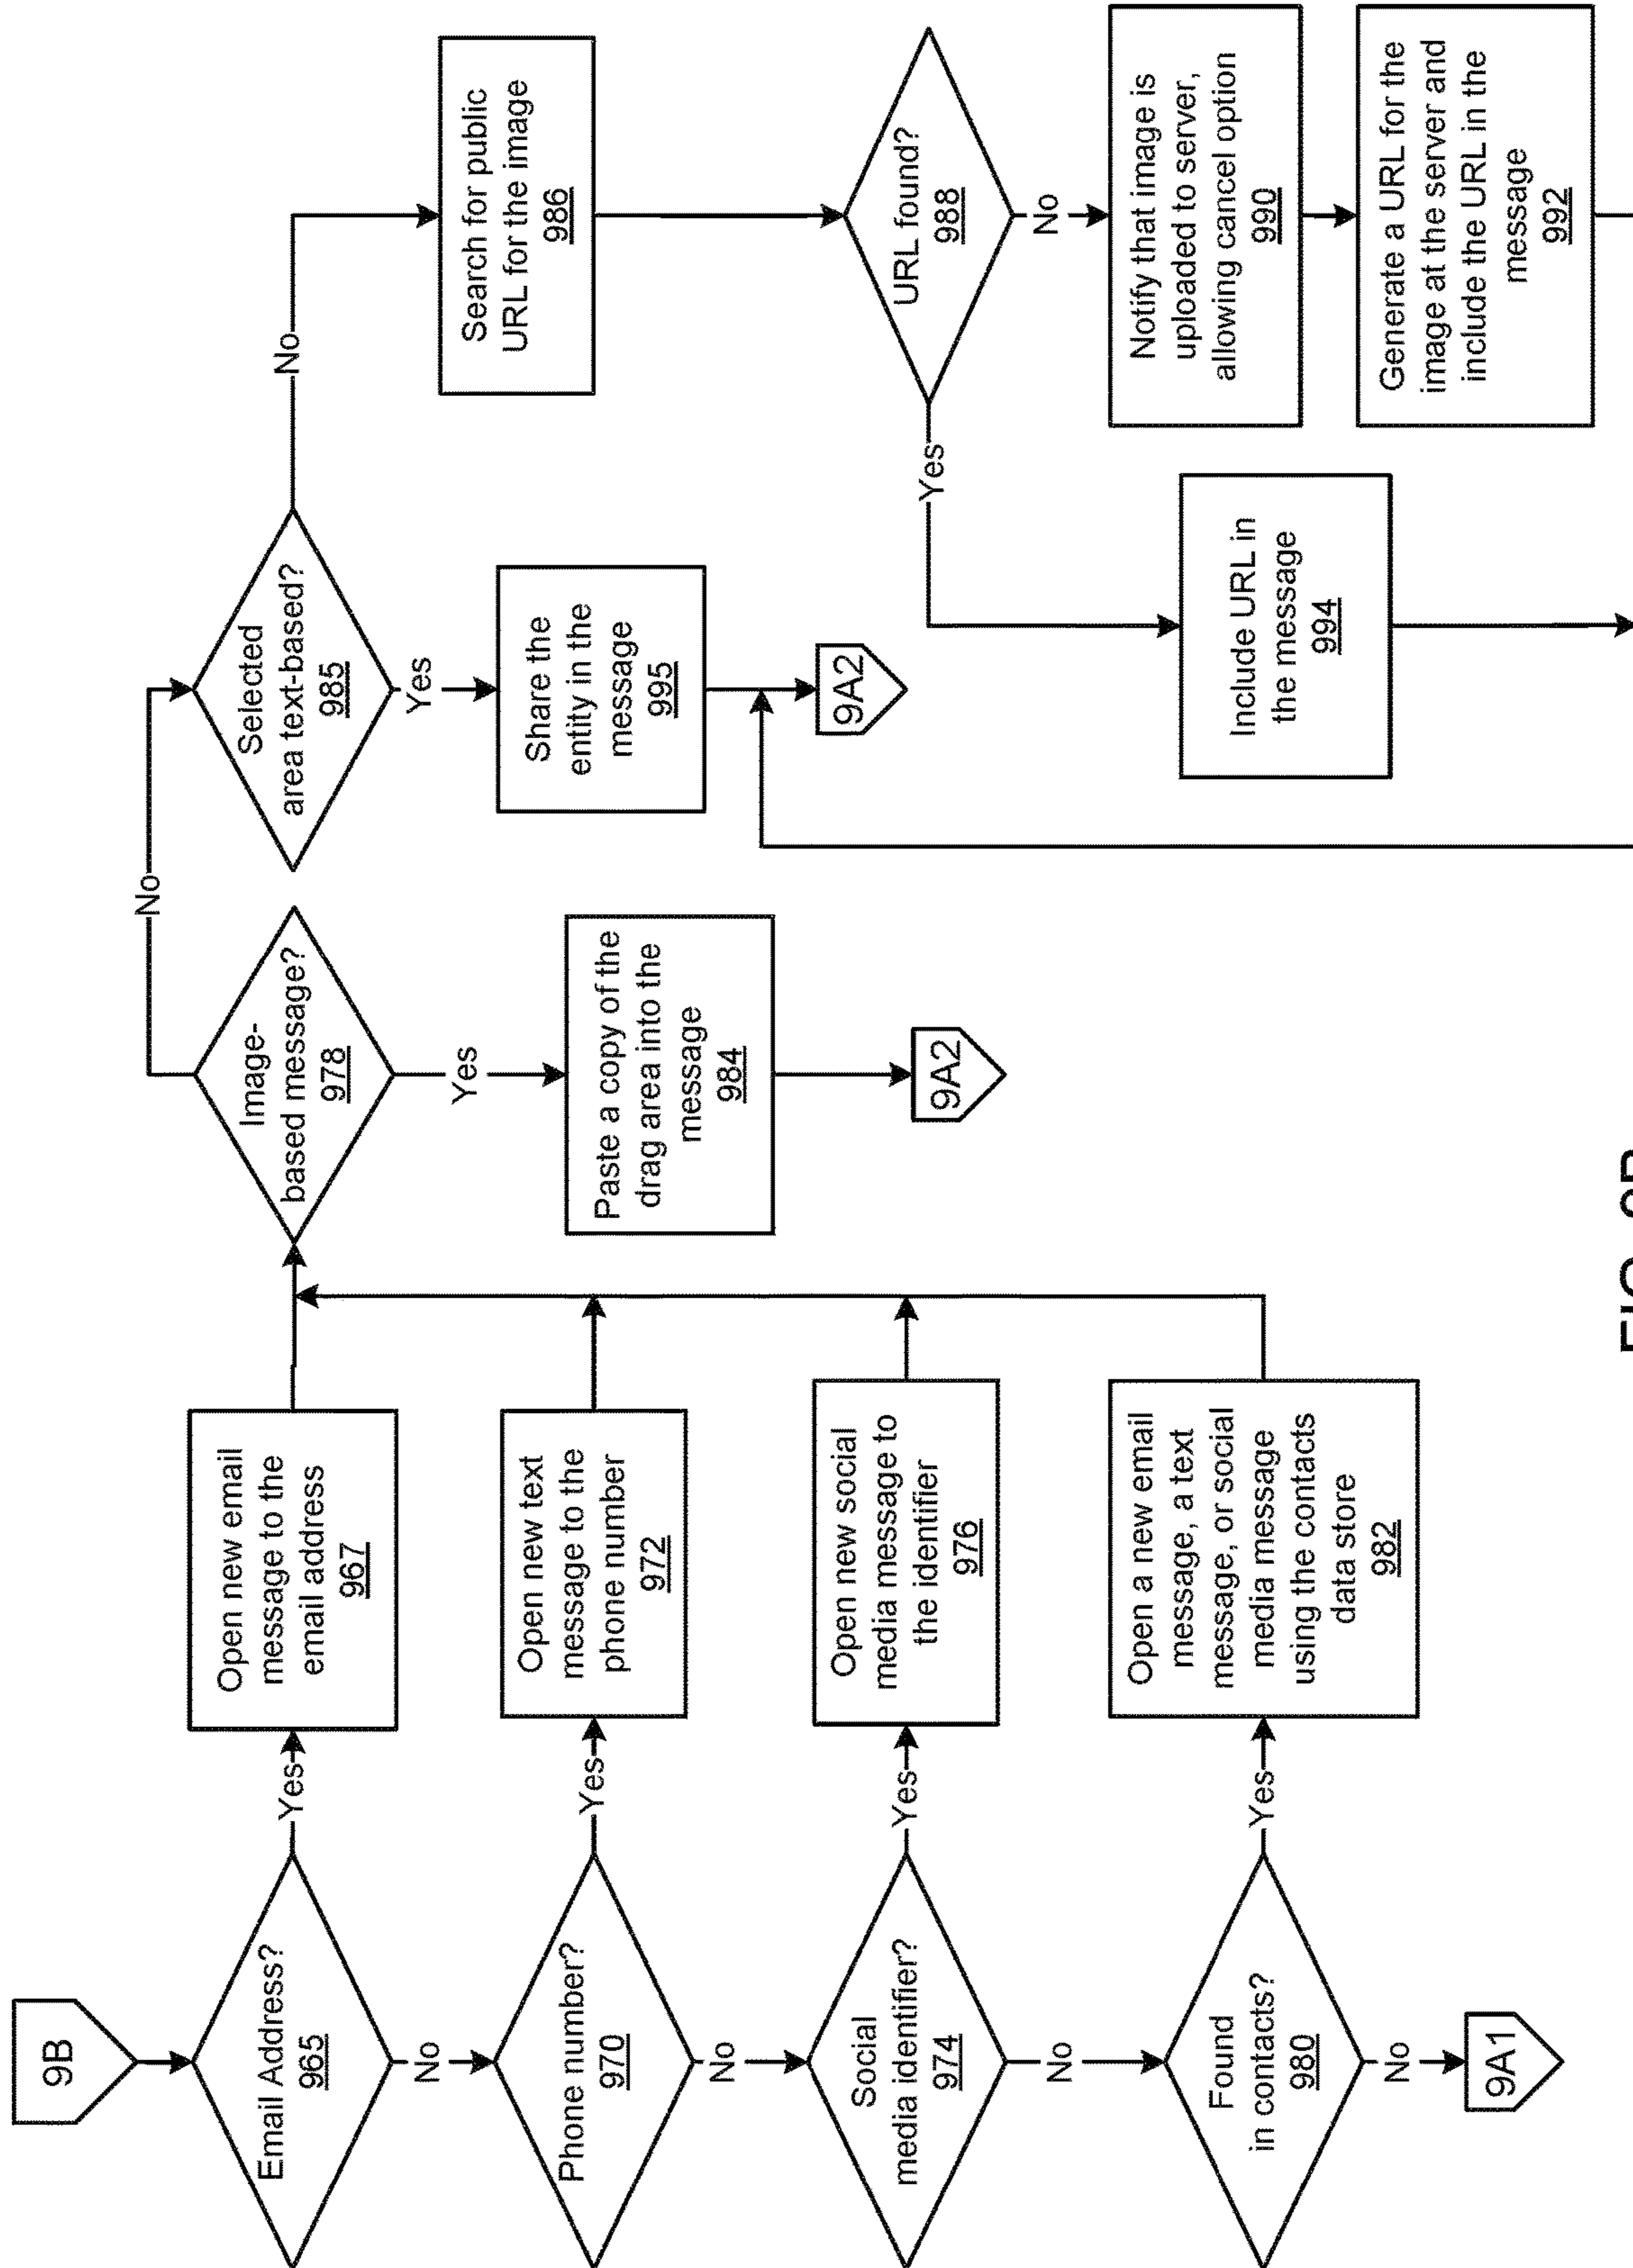 9B
Email Address?
965
Yes
Open new email
message to the
email address
967
No
Phone number?
970
Yes
Open new text
message to the
phone number
972
No
Social
media identifier?
974
Yes
Open new social
media message to
the identifier
976
No
Found
in contacts?
980
Yes
Open a new email
message, a text
message, or social
media message
using the contacts
data store
982
No
9A1
Image-
based message?
978
No
Yes
Paste a copy of the
drag area into the
message
984
9A2
Selected
area text-based?
985
No
Yes
Share the
entity in the
message
995
9A2
Search for public
URL for the image
986
URL found?
988
Yes
No
Include URL in
the message
994
Notify that image is
uploaded to server,
allowing cancel option
990
Generate a URL for the
image at the server and
include the URL in the
message
992